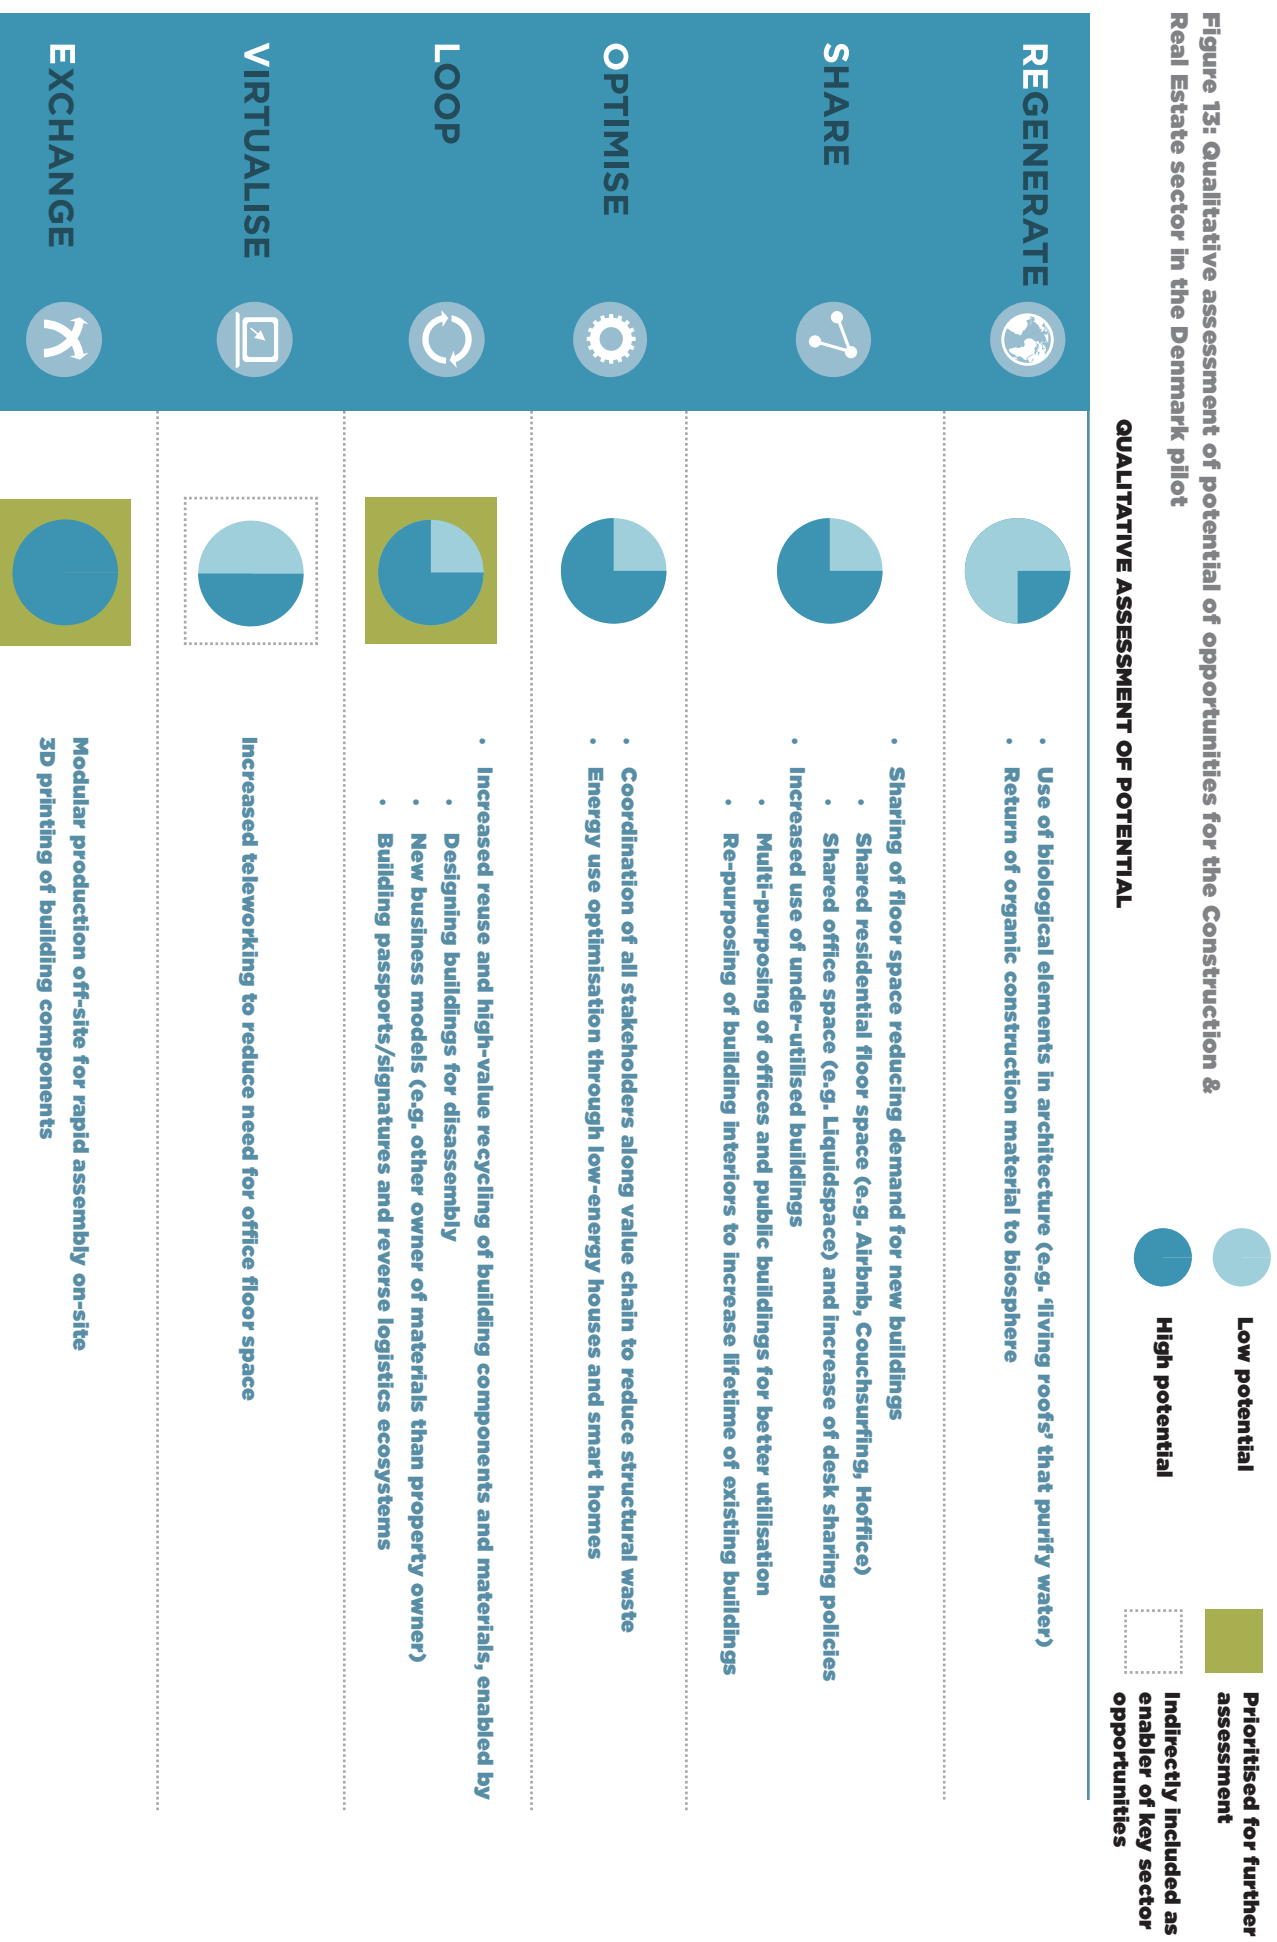 Figure 13: Qualitative assessment of potential of opportunities for the Construction &
Real Estate sector in the Denmark pilot
Low potential
High potential
Prioritised for further
assessment
Indirectly included as
enabler of key sector
opportunities
QUALITATIVE ASSESSMENT OF POTENTIAL
REGENERATE
• Use of biological elements in architecture (e.g. ‘living roofs’ that purify water)
• Return of organic construction material to biosphere
SHARE
• Sharing of floor space reducing demand for new buildings
• Shared residential floor space (e.g. Airbnb, Couchsurfing, Hoffice)
• Shared office space (e.g. Liquidspace) and increase of desk sharing policies
• Increased use of under-utilised buildings
• Multi-purposing of offices and public buildings for better utilisation
• Re-purposing of building interiors to increase lifetime of existing buildings
OPTIMISE
• Coordination of all stakeholders along value chain to reduce structural waste
• Energy use optimisation through low-energy houses and smart homes
LOOP
• Increased reuse and high-value recycling of building components and materials, enabled by
• Designing buildings for disassembly
• New business models (e.g. other owner of materials than property owner)
• Building passports/signatures and reverse logistics ecosystems
VIRTUALISE
Increased teleworking to reduce need for office floor space
EXCHANGE
Modular production off-site for rapid assembly on-site
3D printing of building components